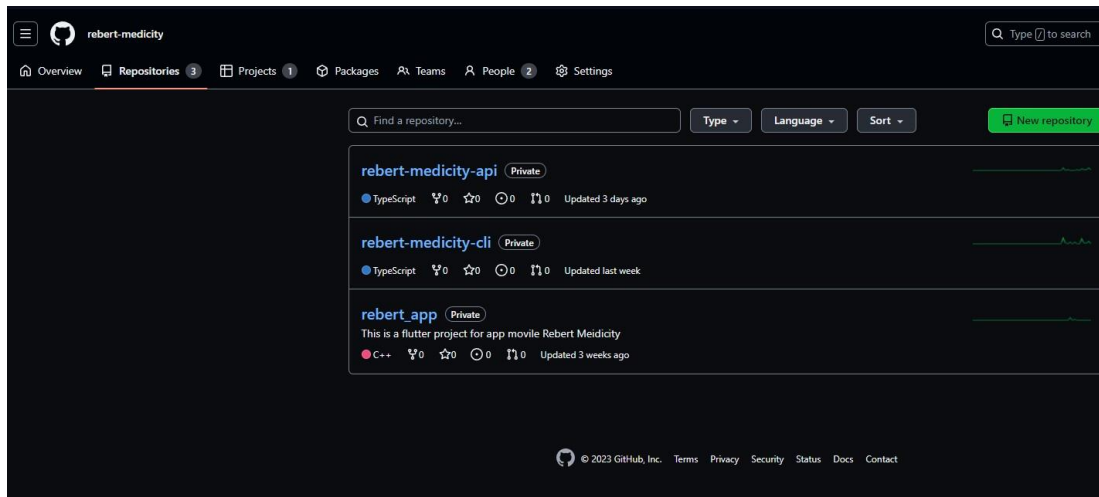 rebert-medicity
Type / to search
Overview Repositories 3 Projects 1 Packages Teams People 2 Settings
Find a repository... Type Language Sort New repository
rebert-medicity-api Private
TypeScript 0 0 0 0 Updated 3 days ago
rebert-medicity-cli Private
TypeScript 0 0 0 0 Updated last week
rebert_app Private
This is a flutter project for app movile Rebert Meidicity
C++ 0 0 0 0 Updated 3 weeks ago
© 2023 GitHub, Inc. Terms Privacy Security Status Docs Contact